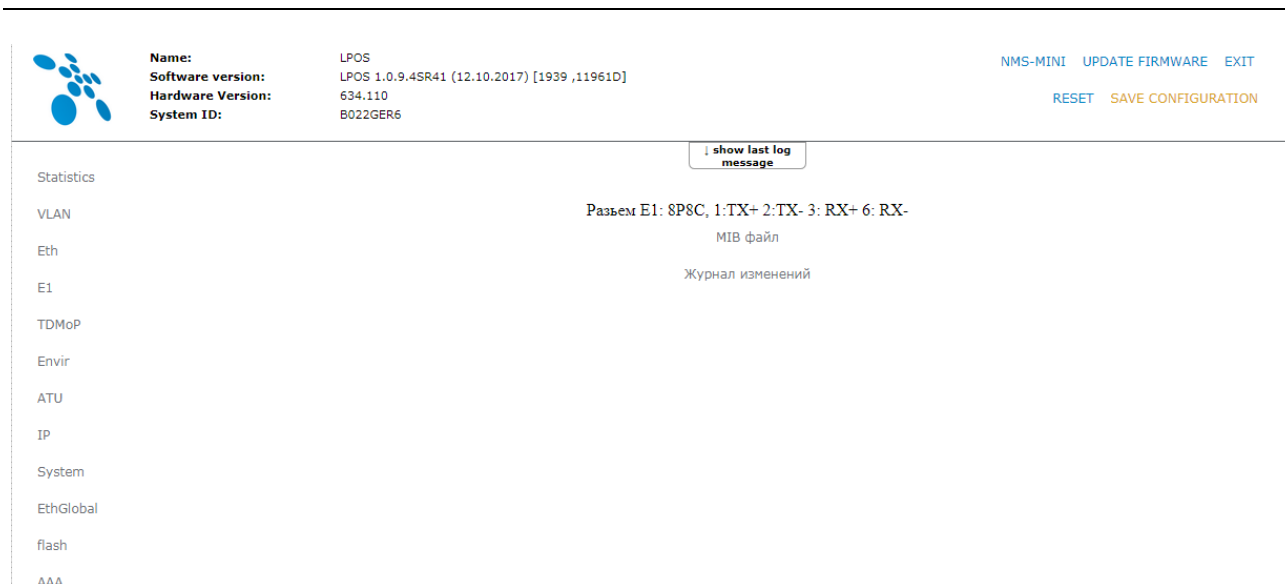 Name: LPOS
Software version: LPOS 1.0.9.4SR41 (12.10.2017) [1939 ,11961D]
Hardware Version: 634.110
System ID: B022GER6
NMS-MINI UPDATE FIRMWARE EXIT
RESET SAVE CONFIGURATION
↓ show last log
message
Statistics
VLAN
Eth
E1
TDMoP
Envir
ATU
IP
System
EthGlobal
flash
AAA
Разьем E1: 8P8C, 1:TX+ 2:TX- 3: RX+ 6: RX-
MIB файл
Журнал изменений